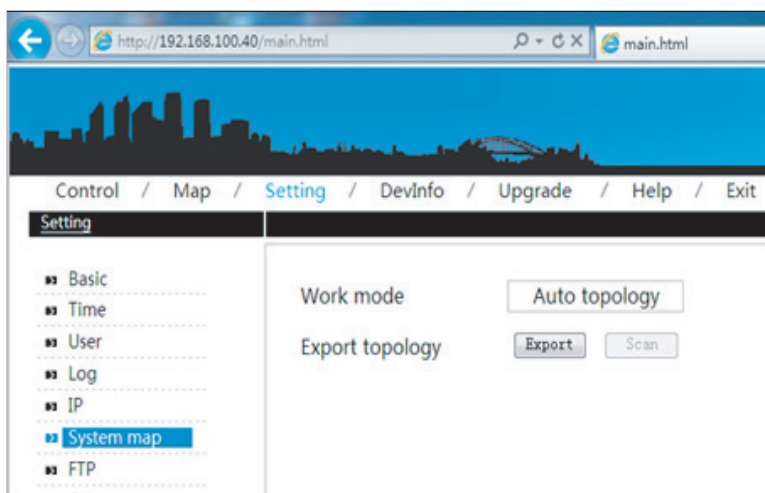 http://192.168.100.40/main.html
main.html
Control / Map / Setting / DevInfo / Upgrade / Help / Exit
Setting
Basic
Time
User
Log
IP
System map
FTP
Work mode Auto topology
Export topology Export Scan